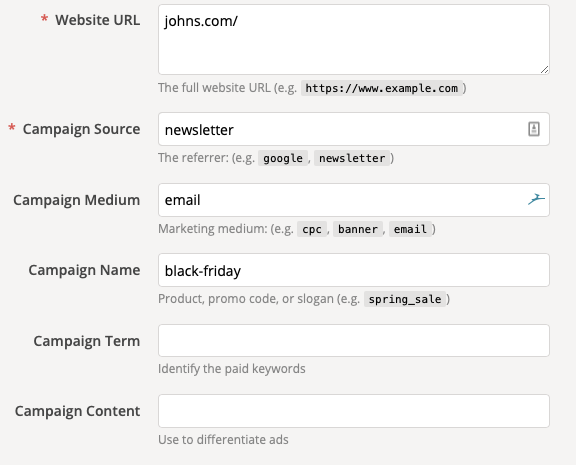 * Website URL johns.com/
The full website URL (e.g. https://www.example.com )
* Campaign Source newsletter
The referrer: (e.g. google , newsletter )
Campaign Medium email
Marketing medium: (e.g. cpc , banner , email )
Campaign Name black-friday
Product, promo code, or slogan (e.g. spring_sale )
Campaign Term
Identify the paid keywords
Campaign Content
Use to differentiate ads